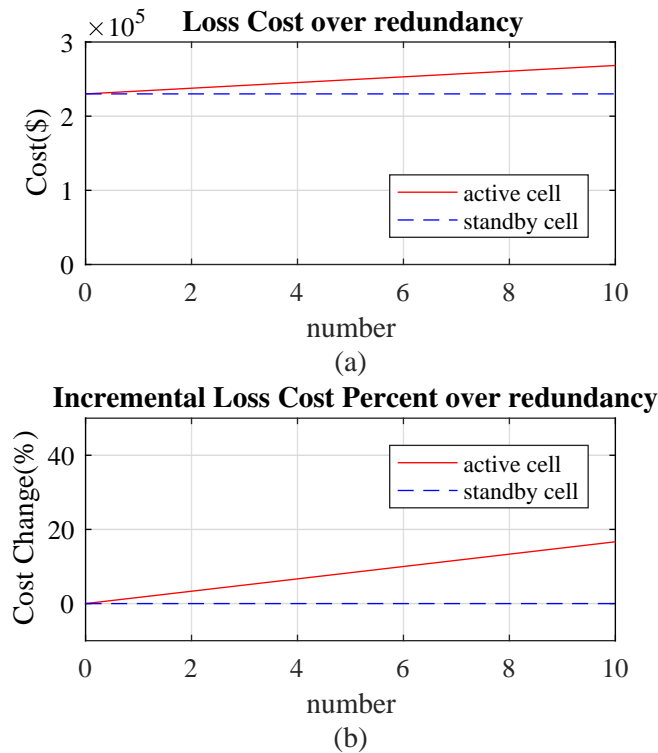 ×10⁵
Loss Cost over redundancy
3
2
1
0
Cost($)
active cell
standby cell
0 2 4 6 8 10
number
(a)
Incremental Loss Cost Percent over redundancy
40
20
0
Cost Change(%)
active cell
standby cell
0 2 4 6 8 10
number
(b)